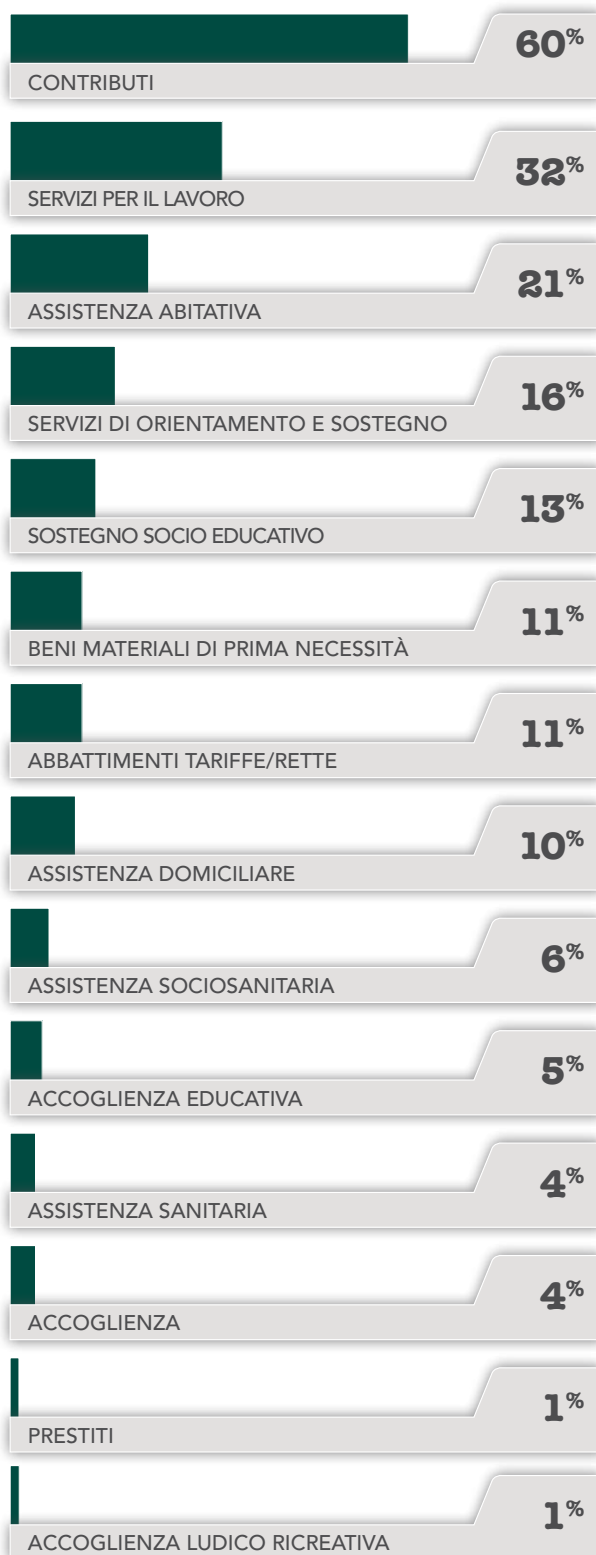 60%
CONTRIBUTI
32%
SERVIZI PER IL LAVORO
21%
ASSISTENZA ABITATIVA
16%
SERVIZI DI ORIENTAMENTO E SOSTEGNO
13%
SOSTEGNO SOCIO EDUCATIVO
11%
BENI MATERIALI DI PRIMA NECESSITÀ
11%
ABBATTIMENTI TARIFFE/RETTE
10%
ASSISTENZA DOMICILIARE
6%
ASSISTENZA SOCIOSANITARIA
5%
ACCOGLIENZA EDUCATIVA
4%
ASSISTENZA SANITARIA
4%
ACCOGLIENZA
1%
PRESTITI
1%
ACCOGLIENZA LUDICO RICREATIVA